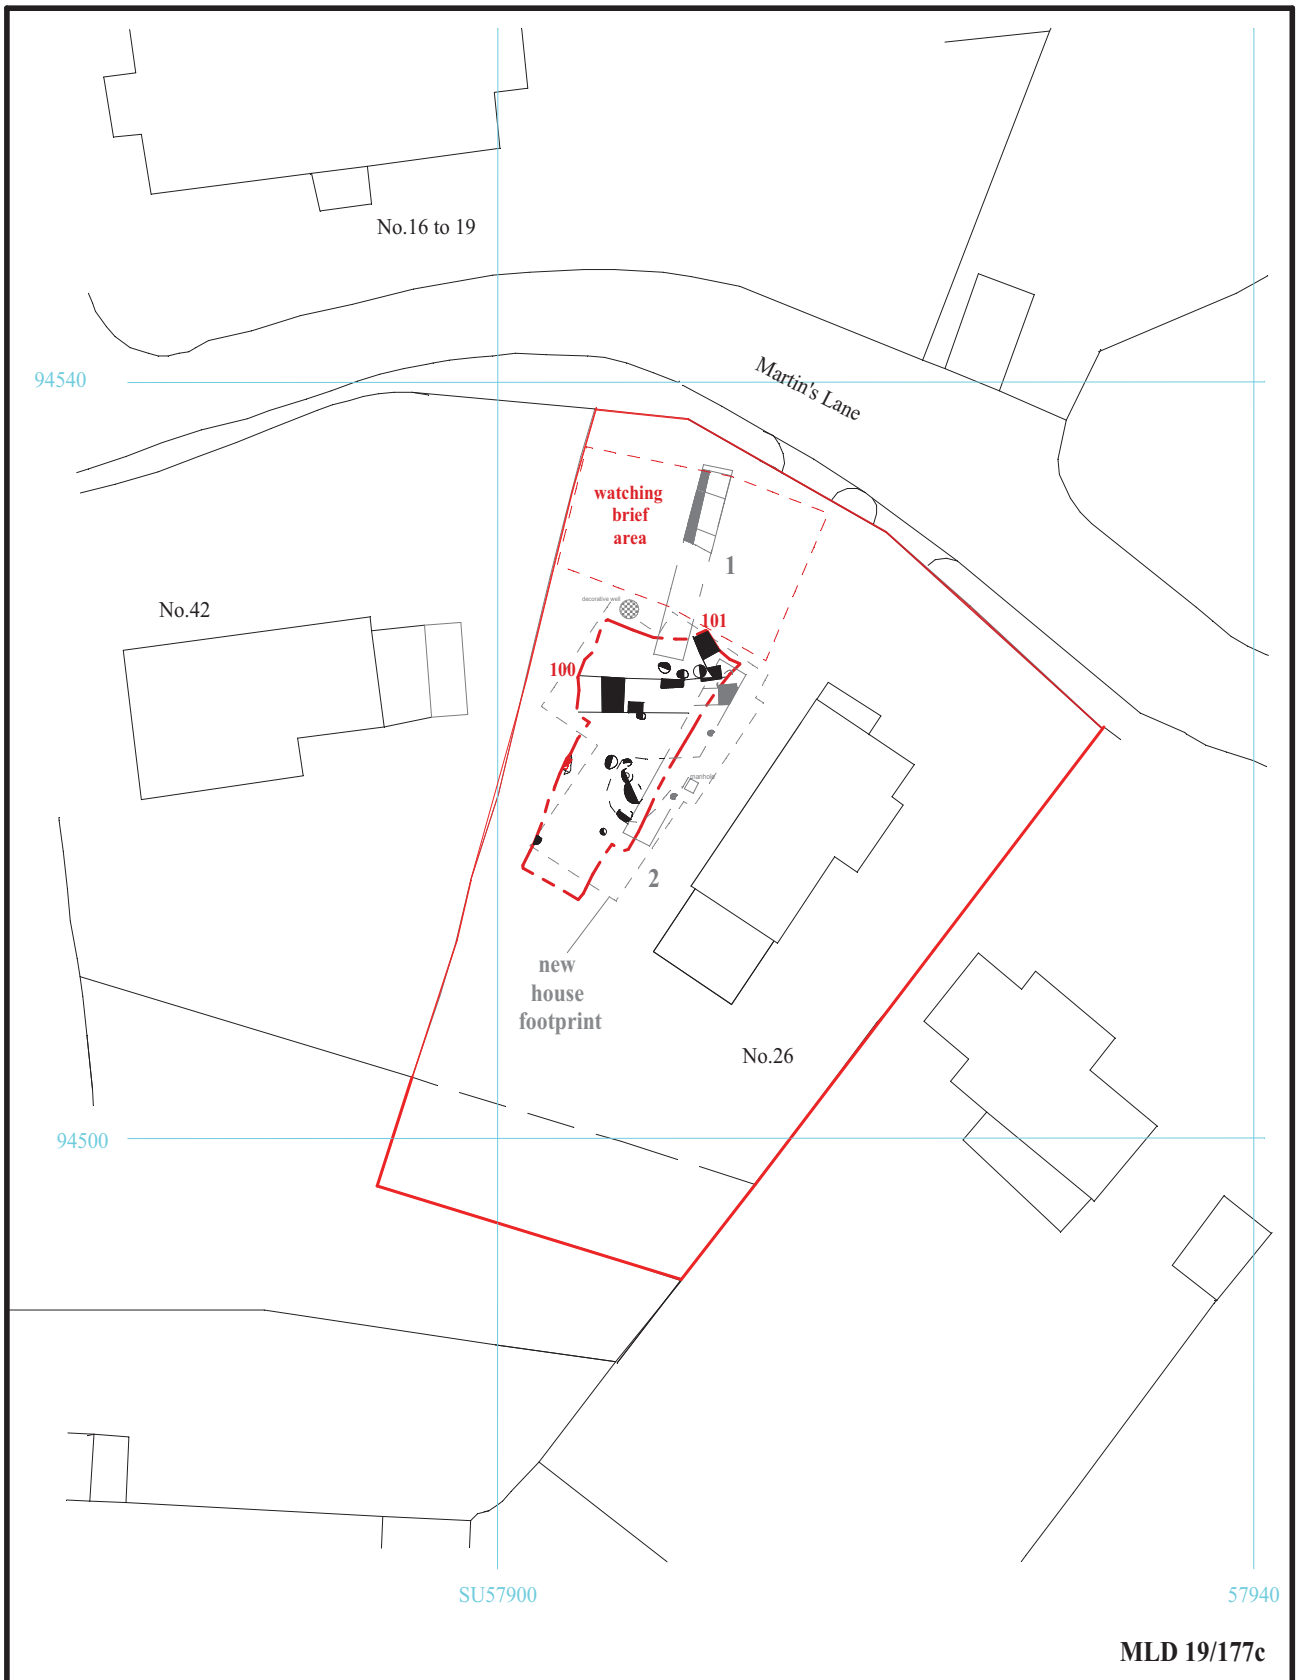 No.16 to 19
94540
Martin's Lane
watching
brief
area
1
decorative well
No.42
101
100
manhole
2
new
house
footprint
No.26
94500
SU57900
57940
MLD 19/177c